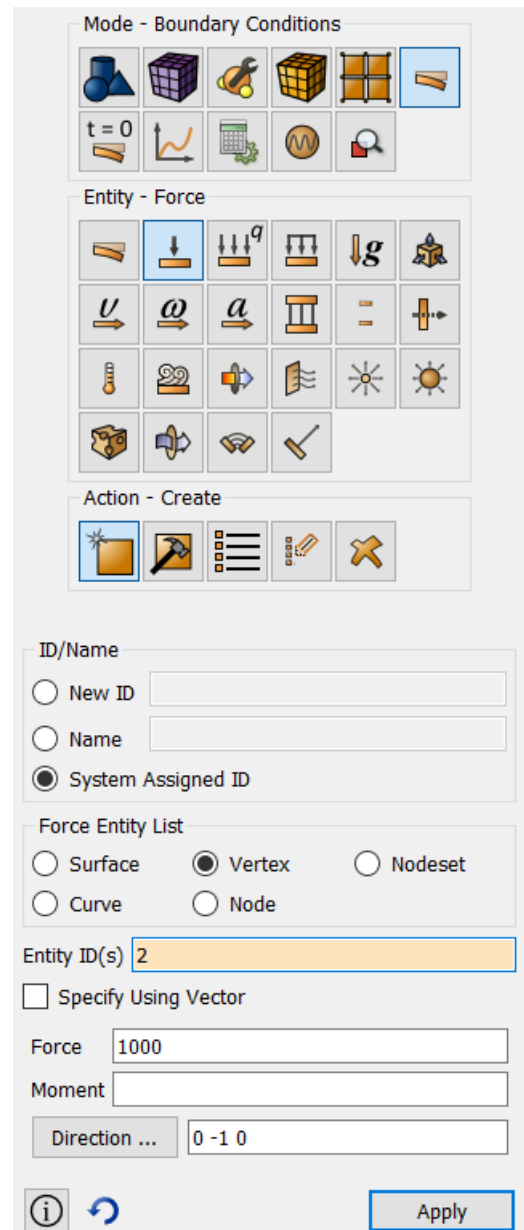 Mode - Boundary Conditions
t = 0
Entity - Force
q
g
v ω a
Action - Create
ID/Name
New ID
Name
System Assigned ID
Force Entity List
Surface Vertex Nodeset
Curve Node
Entity ID(s) 2
Specify Using Vector
Force 1000
Moment
Direction ... 0 -1 0
i Apply